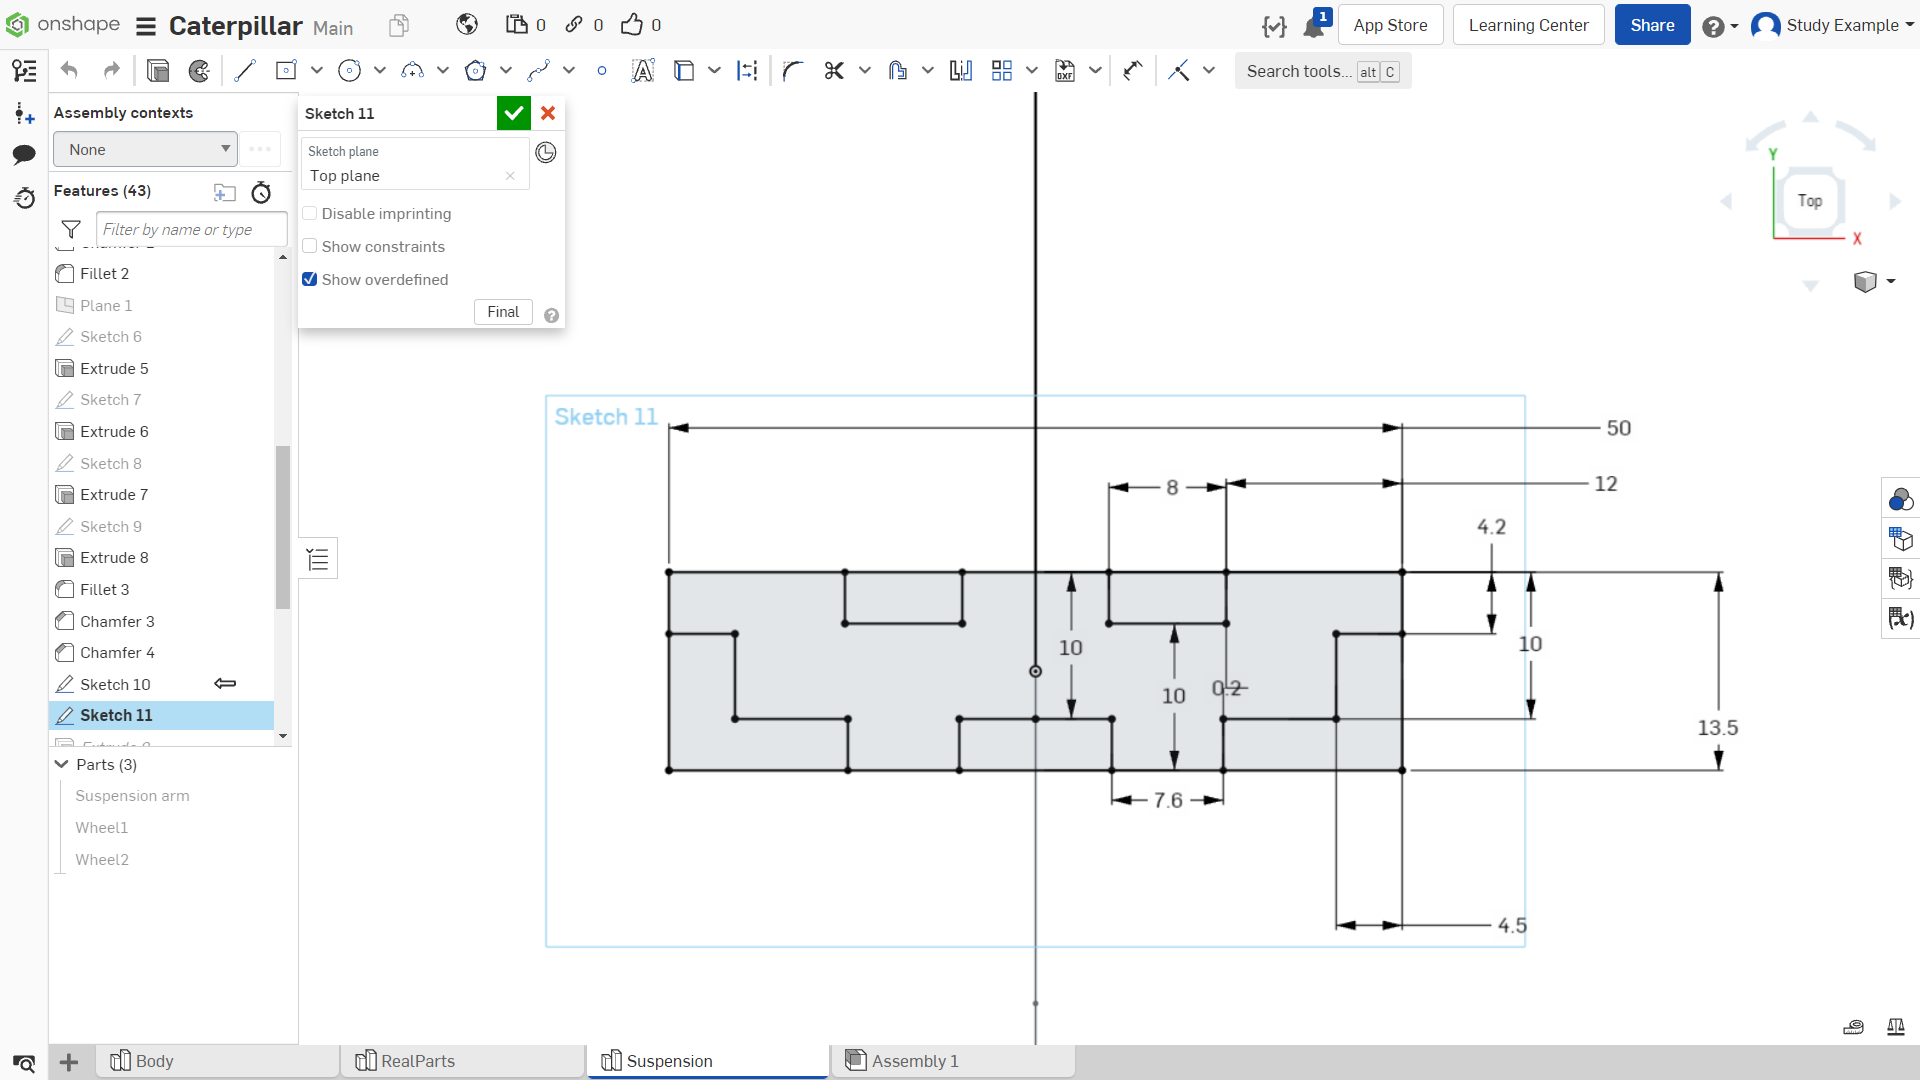 onshape
Caterpillar Main
0
0
0
1
App Store
Learning Center
Share
Study Example
Search tools... alt C
Assembly contexts
None
Features (43)
Filter by name or type
Fillet 2
Plane 1
Sketch 6
Extrude 5
Sketch 7
Extrude 6
Sketch 8
Extrude 7
Sketch 9
Extrude 8
Fillet 3
Chamfer 3
Chamfer 4
Sketch 10
Sketch 11
Parts (3)
Suspension arm
Wheel1
Wheel2
Sketch 11
Sketch plane
Top plane
Disable imprinting
Show constraints
Show overdefined
Final
Sketch 11
50
8
12
4.2
10
10
10
0.2
13.5
7.6
4.5
Y
Top
X
Body
RealParts
Suspension
Assembly 1